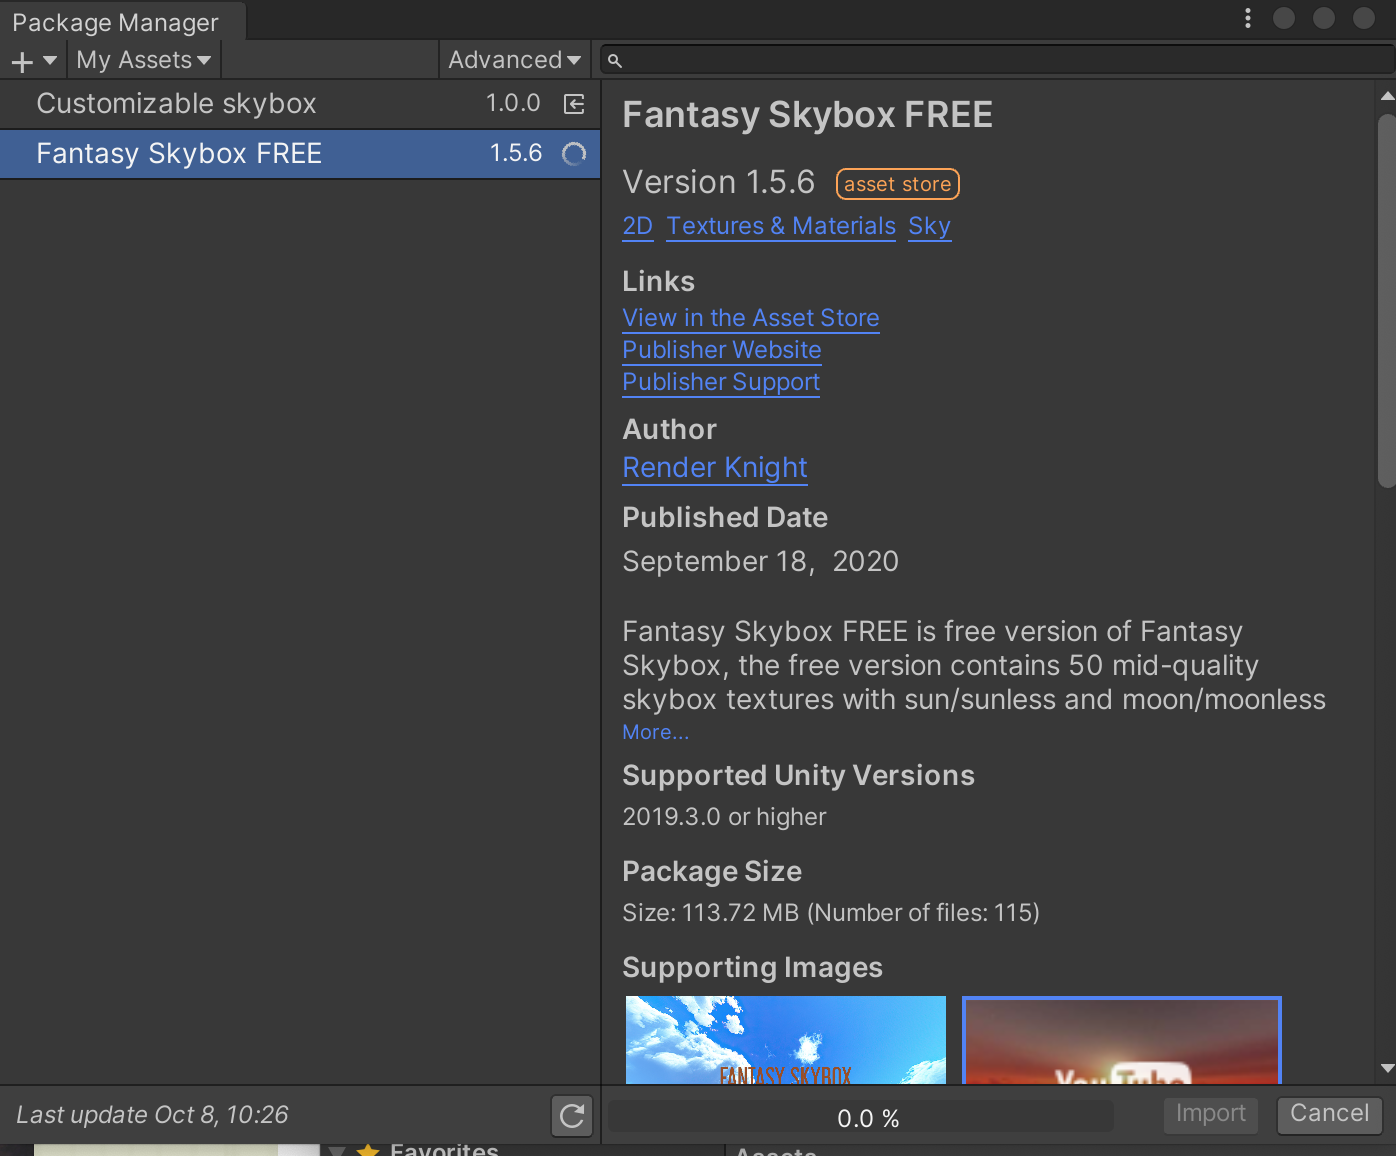 Package Manager
My Assets
Advanced
Customizable skybox 1.0.0
Fantasy Skybox FREE 1.5.6
Fantasy Skybox FREE
Version 1.5.6 asset store
2D Textures & Materials Sky
Links
View in the Asset Store
Publisher Website
Publisher Support
Author
Render Knight
Published Date
September 18, 2020
Fantasy Skybox FREE is free version of Fantasy
Skybox, the free version contains 50 mid-quality
skybox textures with sun/sunless and moon/moonless
More...
Supported Unity Versions
2019.3.0 or higher
Package Size
Size: 113.72 MB (Number of files: 115)
Supporting Images
FANTASY SKYBOX
YouTube
Last update Oct 8, 10:26
0.0 %
Import
Cancel
Favorites
Assets